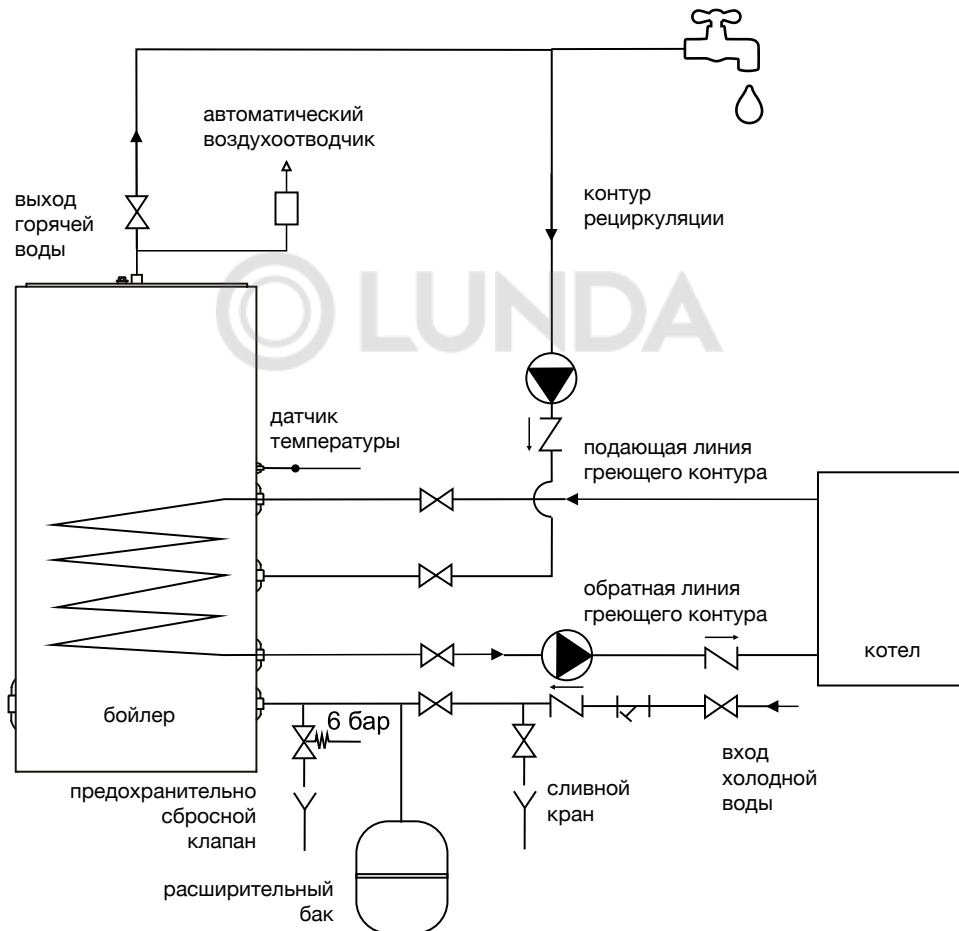 автоматический
воздухоотводчик
выход
горячей
воды
контур
рециркуляции
LUNDA
датчик
температуры
подающая линия
греющего контура
обратная линия
греющего контура
котел
бойлер
6 бар
предохранительно
сбросной
клапан
сливной
кран
вход
холодной
воды
расширительный
бак